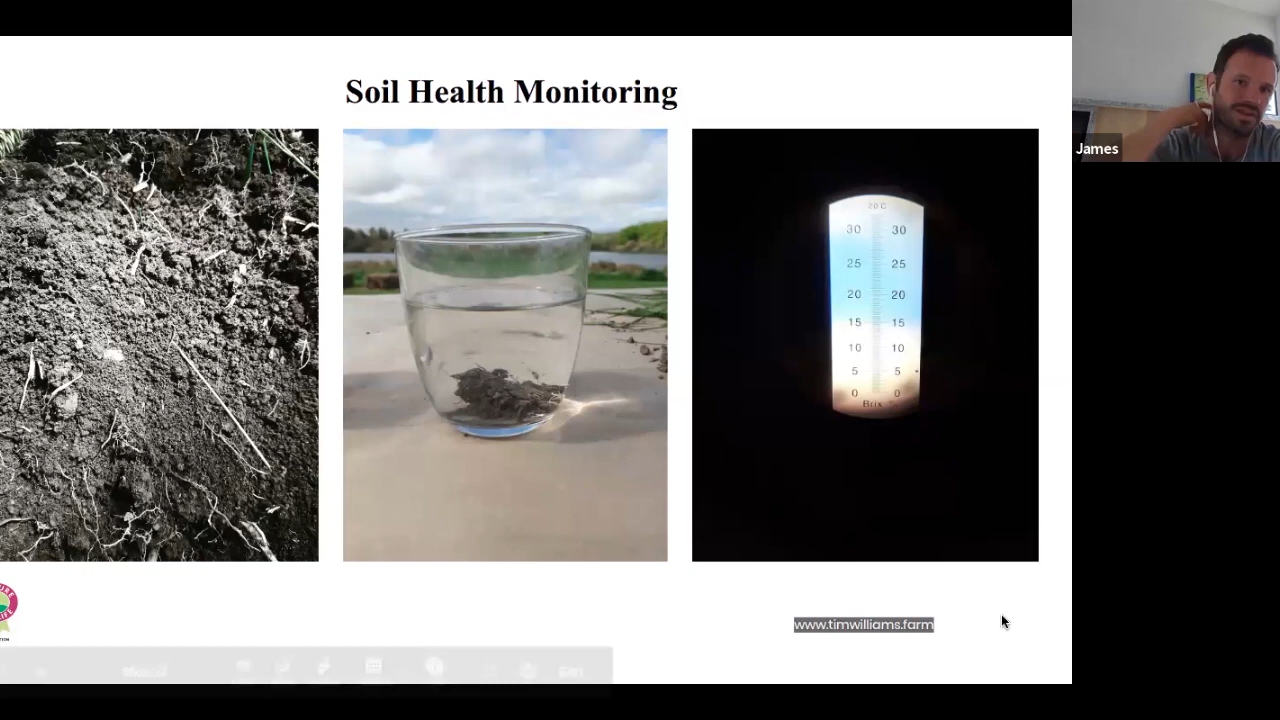 Soil Health Monitoring
James
20 C
30 30
25 25
20 20
15 15
10 10
5 5
0 0
Brix
www.timwilliams.farm